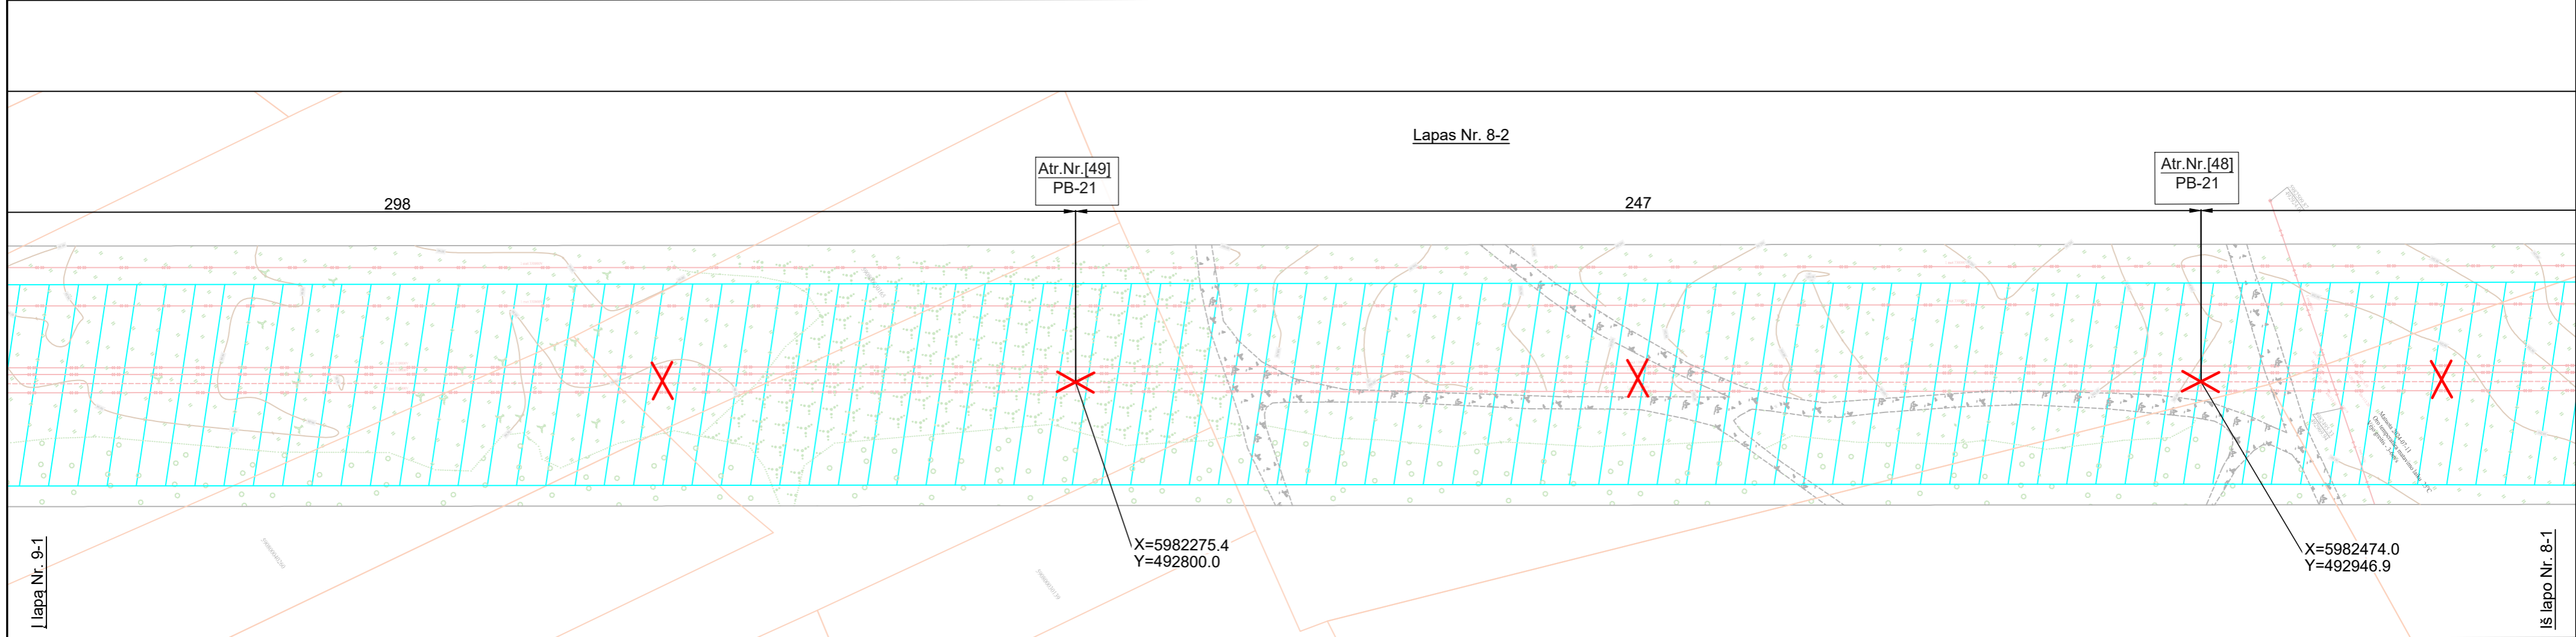 Lapas Nr. 8-2
Atr.Nr.[49]
PB-21
Atr.Nr.[48]
PB-21
298
247
X=5982275.4
Y=492800.0
X=5982474.0
Y=492946.9
Į lapą Nr. 9-1
Iš lapo Nr. 8-1